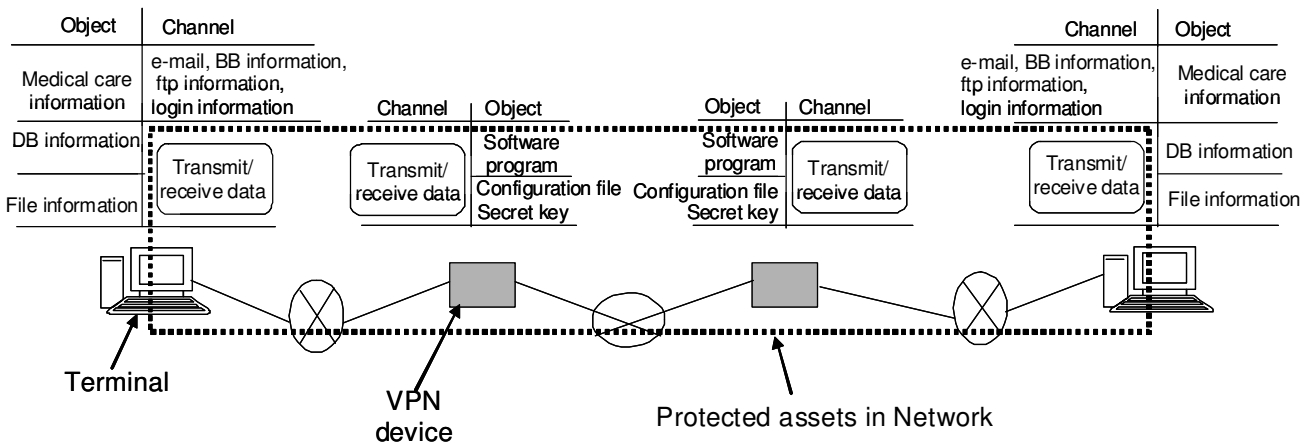 Object Channel
Medical care
information
e-mail, BB information,
ftp information,
login information
DB information
File information
Transmit/
receive data
Channel Object
Transmit/
receive data
Software
program
Configuration file
Secret key
Object Channel
Software
program
Configuration file
Secret key
Transmit/
receive data
Channel Object
e-mail, BB information,
ftp information,
login information
Medical care
information
Transmit/
receive data
DB information
File information
Terminal
VPN
device
Protected assets in Network